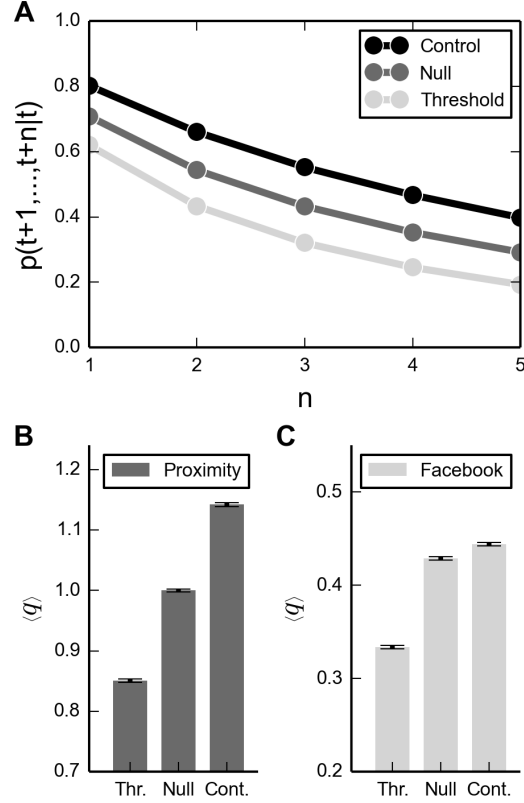 A
1.0
0.8
0.6
0.4
0.2
0.0
p(t+1,...,t+n|t)
Control
Null
Threshold
1 2 3 4 5
n
B
1.2
1.1
1.0
0.9
0.8
0.7
⟨q⟩
Proximity
Thr. Null Cont.
C
0.5
0.4
0.3
0.2
⟨q⟩
Facebook
Thr. Null Cont.